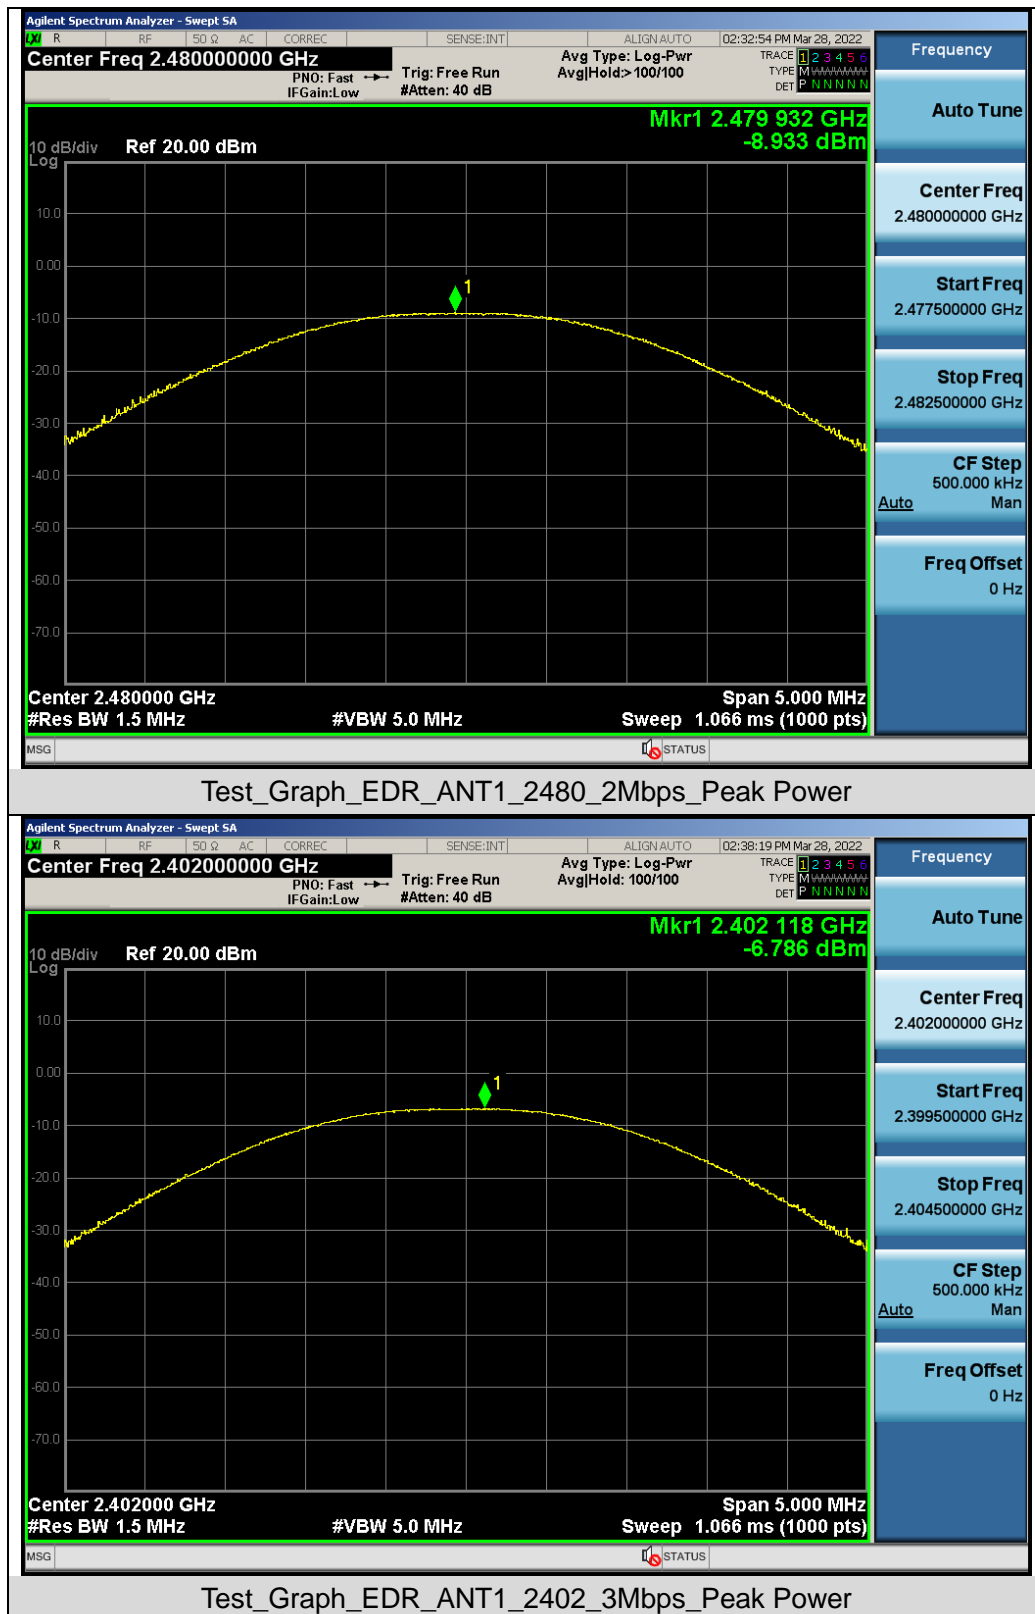 Agilent Spectrum Analyzer - Swept SA
LXI R RF 50 Ω AC CORREC SENSE:INT ALIGN AUTO 02:32:54 PM Mar 28, 2022
Center Freq 2.480000000 GHz
PNO: Fast
IFGain:Low
Trig: Free Run
#Atten: 40 dB
Avg Type: Log-Pwr
Avg|Hold:>100/100
TRACE 1 2 3 4 5 6
TYPE M
DET P N N N N N
Frequency
Auto Tune
Center Freq
2.480000000 GHz
Start Freq
2.477500000 GHz
Stop Freq
2.482500000 GHz
CF Step
500.000 kHz
Auto Man
Freq Offset
0 Hz
Mkr1 2.479 932 GHz
-8.933 dBm
10 dB/div Ref 20.00 dBm
Log
10.0
0.00
-10.0
-20.0
-30.0
-40.0
-50.0
-60.0
-70.0
1
Center 2.480000 GHz Span 5.000 MHz
#Res BW 1.5 MHz #VBW 5.0 MHz Sweep 1.066 ms (1000 pts)
MSG STATUS
Test_Graph_EDR_ANT1_2480_2Mbps_Peak Power
Agilent Spectrum Analyzer - Swept SA
LXI R RF 50 Ω AC CORREC SENSE:INT ALIGN AUTO 02:38:19 PM Mar 28, 2022
Center Freq 2.402000000 GHz
PNO: Fast
IFGain:Low
Trig: Free Run
#Atten: 40 dB
Avg Type: Log-Pwr
Avg|Hold: 100/100
TRACE 1 2 3 4 5 6
TYPE M
DET P N N N N N
Frequency
Auto Tune
Center Freq
2.402000000 GHz
Start Freq
2.399500000 GHz
Stop Freq
2.404500000 GHz
CF Step
500.000 kHz
Auto Man
Freq Offset
0 Hz
Mkr1 2.402 118 GHz
-6.786 dBm
10 dB/div Ref 20.00 dBm
Log
10.0
0.00
-10.0
-20.0
-30.0
-40.0
-50.0
-60.0
-70.0
1
Center 2.402000 GHz Span 5.000 MHz
#Res BW 1.5 MHz #VBW 5.0 MHz Sweep 1.066 ms (1000 pts)
MSG STATUS
Test_Graph_EDR_ANT1_2402_3Mbps_Peak Power